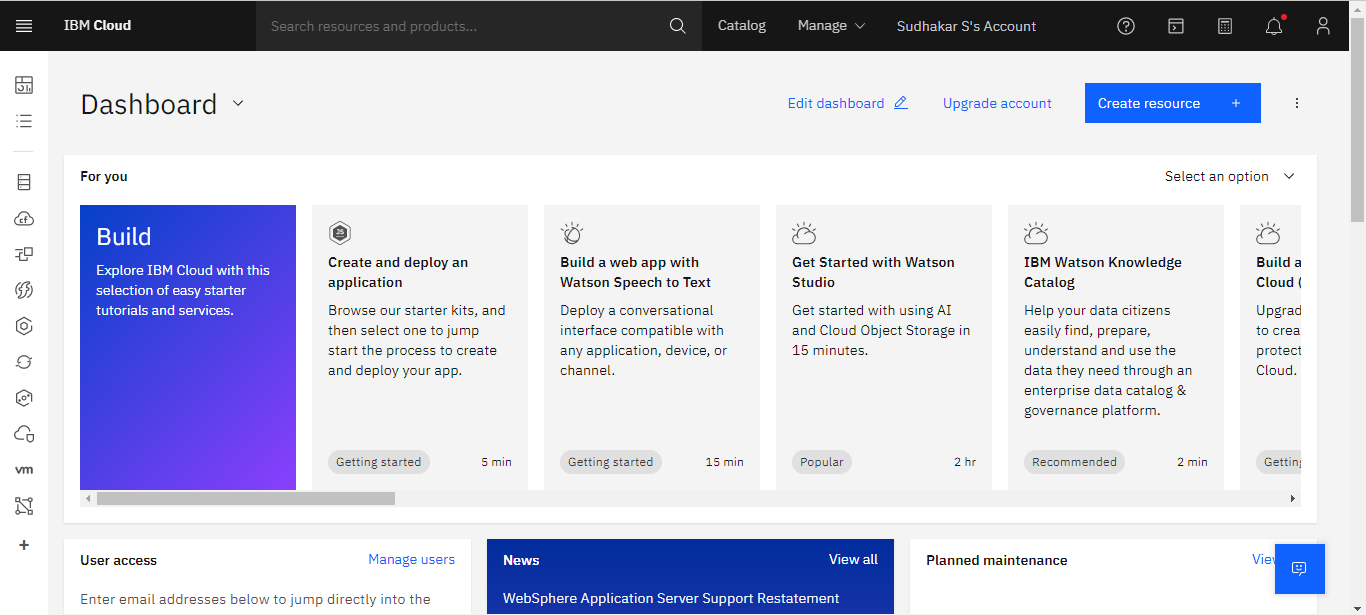 IBM Cloud
Search resources and products...
Catalog
Manage
Sudhakar S's Account
Dashboard
Edit dashboard
Upgrade account
Create resource +
For you
Select an option
Build
Explore IBM Cloud with this
selection of easy starter
tutorials and services.
JS
Create and deploy an
application
Browse our starter kits, and
then select one to jump
start the process to create
and deploy your app.
Getting started
5 min
Build a web app with
Watson Speech to Text
Deploy a conversational
interface compatible with
any application, device, or
channel.
Getting started
15 min
Get Started with Watson
Studio
Get started with using AI
and Cloud Object Storage in
15 minutes.
Popular
2 hr
IBM Watson Knowledge
Catalog
Help your data citizens
easily find, prepare,
understand and use the
data they need through an
enterprise data catalog &
governance platform.
Recommended
2 min
Build a
Cloud (
Upgrad
to crea
protect
Cloud.
Getting
cf
vm
User access
Manage users
Enter email addresses below to jump directly into the
News
View all
WebSphere Application Server Support Restatement
Planned maintenance
View